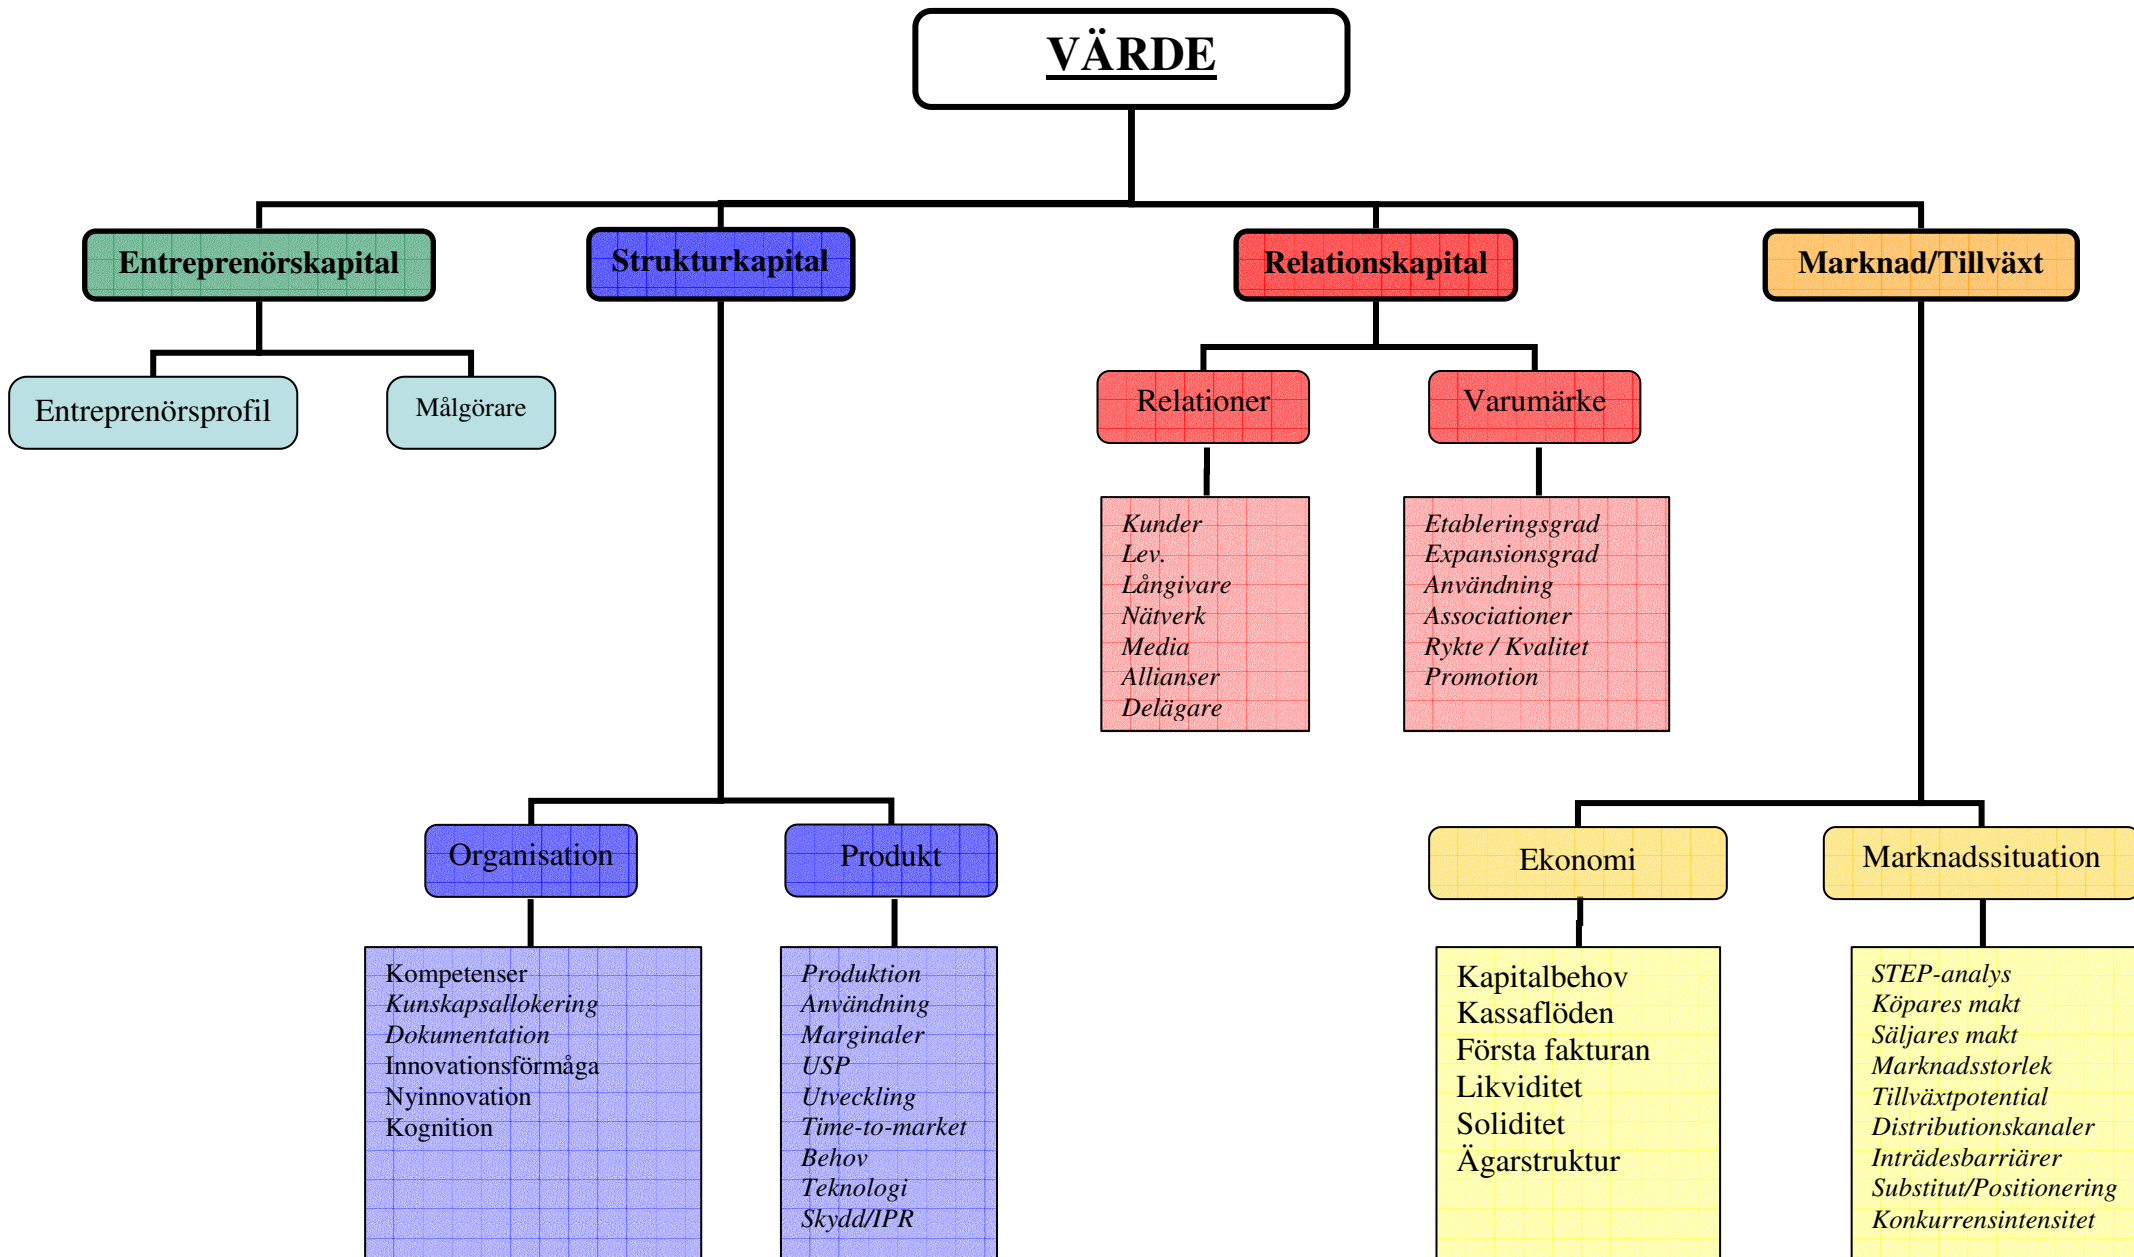 VÄRDE
Entreprenörskapital
Strukturkapital
Relationskapital
Marknad/Tillväxt
Entreprenörsprofil
Målgörare
Relationer
Varumärke
Kunder
Lev.
Långivare
Nätverk
Media
Allianser
Delägare
Etableringsgrad
Expansionsgrad
Användning
Associationer
Rykte / Kvalitet
Promotion
Organisation
Produkt
Ekonomi
Marknadssituation
Kompetenser
Kunskapsallokering
Dokumentation
Innovationsförmåga
Nyinnovation
Kognition
Produktion
Användning
Marginaler
USP
Utveckling
Time-to-market
Behov
Teknologi
Skydd/IPR
Kapitalbehov
Kassaflöden
Första fakturan
Likviditet
Soliditet
Ägarstruktur
STEP-analys
Köpares makt
Säljares makt
Marknadsstorlek
Tillväxtpotential
Distributionskanaler
Inträdesbarriärer
Substitut/Positionering
Konkurrensintensitet